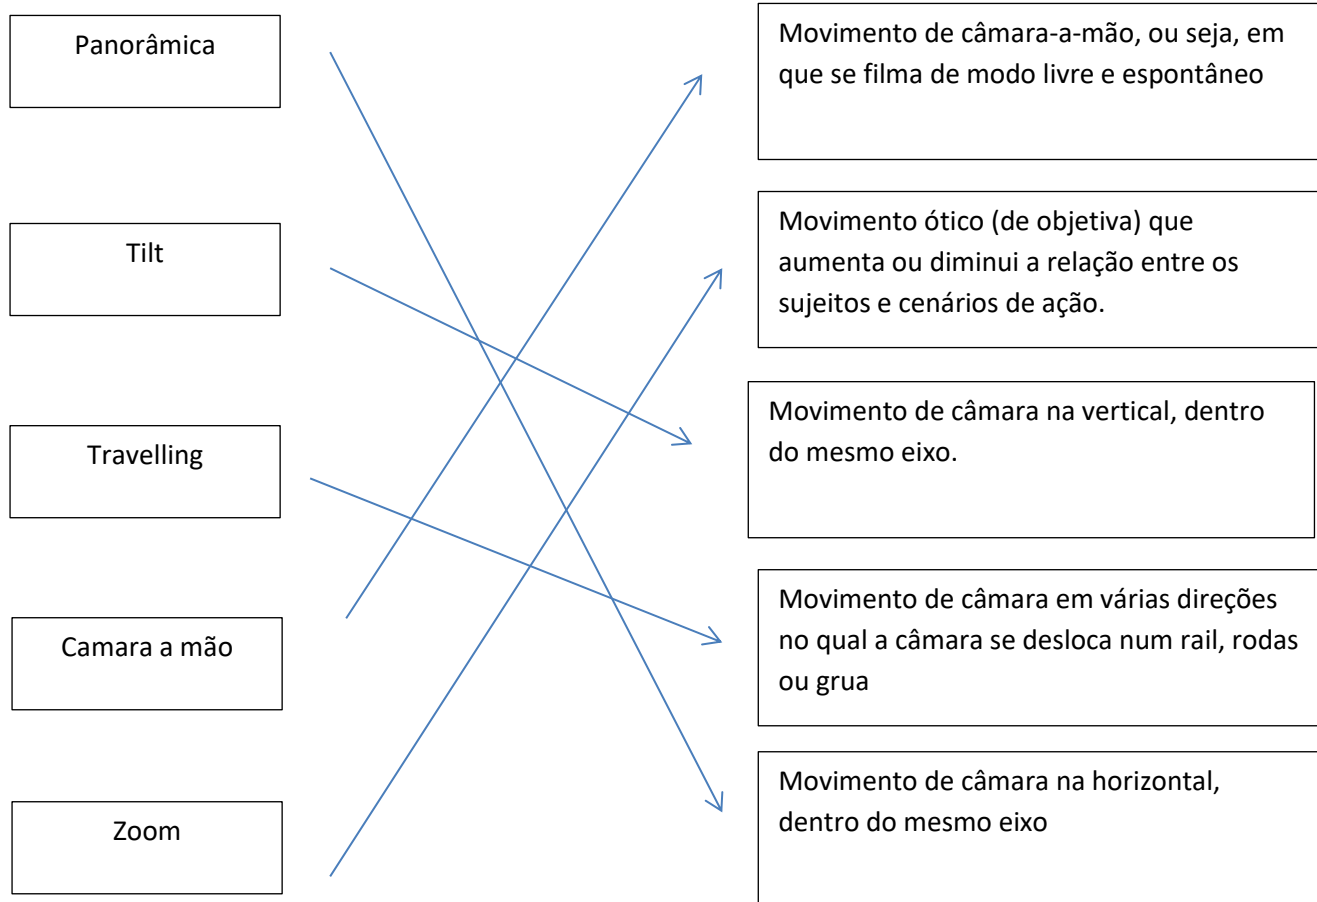 Panorâmica
Movimento de câmara-a-mão, ou seja, em
que se filma de modo livre e espontâneo
Tilt
Movimento ótico (de objetiva) que
aumenta ou diminui a relação entre os
sujeitos e cenários de ação.
Travelling
Movimento de câmara na vertical, dentro
do mesmo eixo.
Camara a mão
Movimento de câmara em várias direções
no qual a câmara se desloca num rail, rodas
ou grua
Zoom
Movimento de câmara na horizontal,
dentro do mesmo eixo